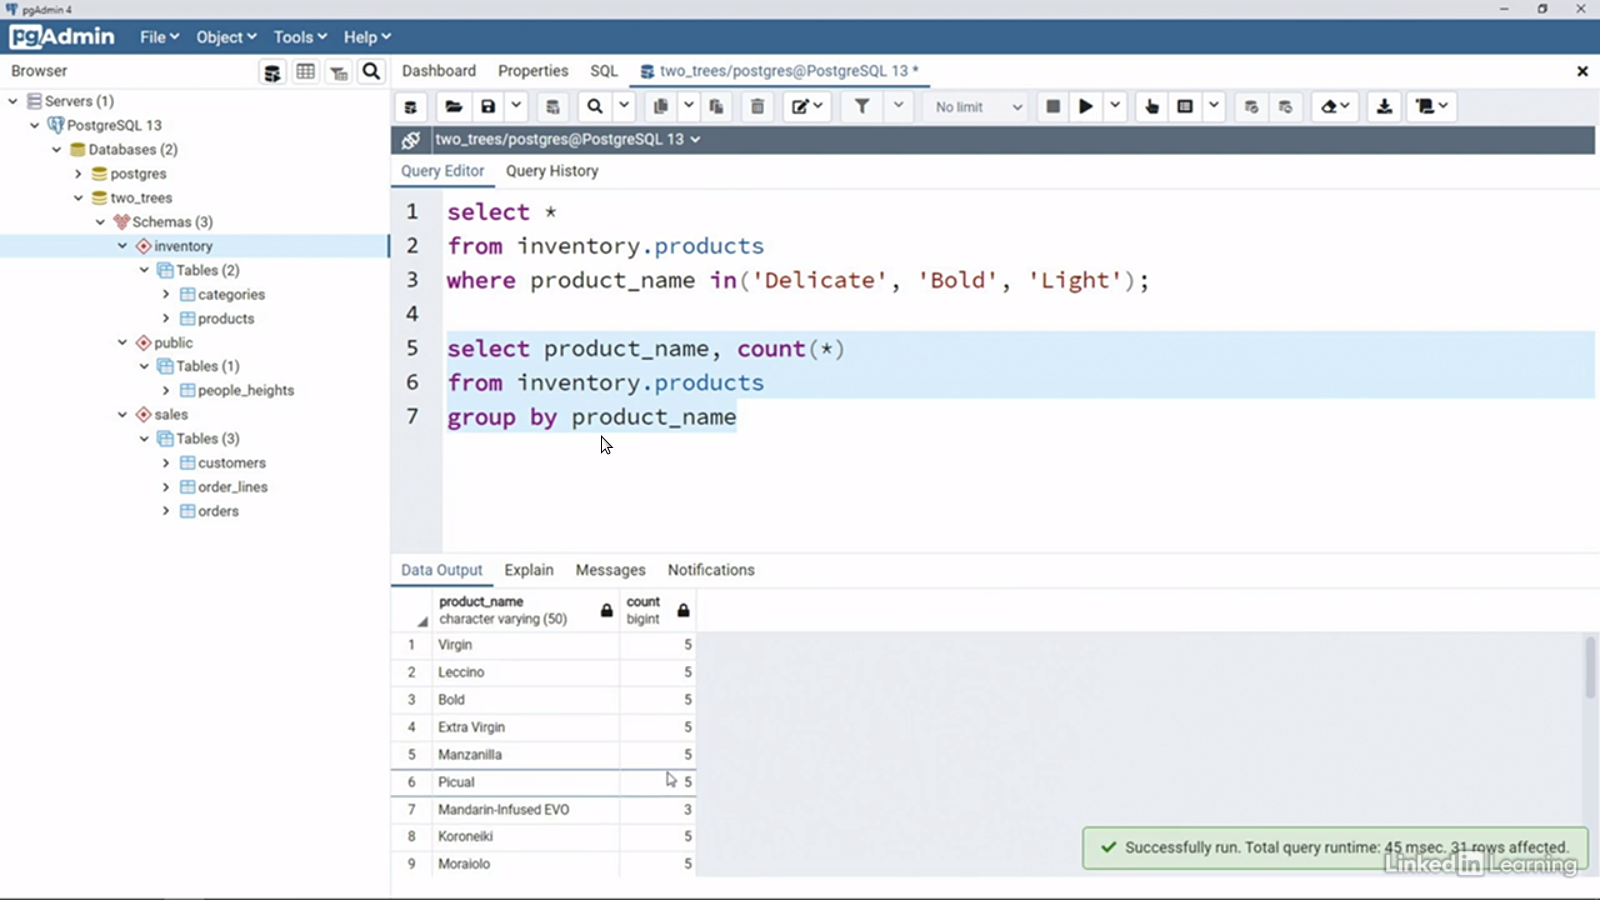 pgAdmin 4
pgAdmin File Object Tools Help
Browser
Dashboard Properties SQL two_trees/postgres@PostgreSQL 13 *
Servers (1)
PostgreSQL 13
Databases (2)
postgres
two_trees
Schemas (3)
inventory
Tables (2)
categories
products
public
Tables (1)
people_heights
sales
Tables (3)
customers
order_lines
orders
No limit
two_trees/postgres@PostgreSQL 13
Query Editor Query History
1 select *
2 from inventory.products
3 where product_name in('Delicate', 'Bold', 'Light');
4
5 select product_name, count(*)
6 from inventory.products
7 group by product_name
Data Output Explain Messages Notifications
product_name count
character varying (50) bigint
1 Virgin 5
2 Leccino 5
3 Bold 5
4 Extra Virgin 5
5 Manzanilla 5
6 Picual 5
7 Mandarin-Infused EVO 3
8 Koroneiki 5
9 Moraiolo 5
Successfully run. Total query runtime: 45 msec. 31 rows affected.
LinkedIn Learning